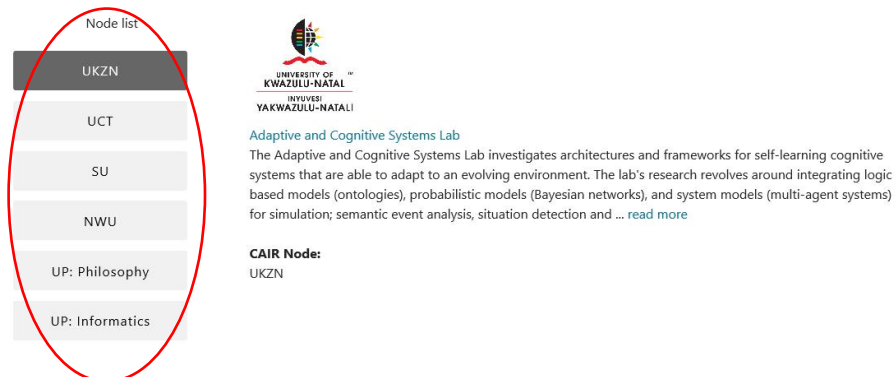 Node list
UKZN
UCT
SU
NWU
UP: Philosophy
UP: Informatics
UNIVERSITY OF ™
KWAZULU-NATAL
INYUVESI
YAKWAZULU-NATALI
Adaptive and Cognitive Systems Lab
The Adaptive and Cognitive Systems Lab investigates architectures and frameworks for self-learning cognitive
systems that are able to adapt to an evolving environment. The lab's research revolves around integrating logic
based models (ontologies), probabilistic models (Bayesian networks), and system models (multi-agent systems)
for simulation; semantic event analysis, situation detection and ... read more
CAIR Node:
UKZN